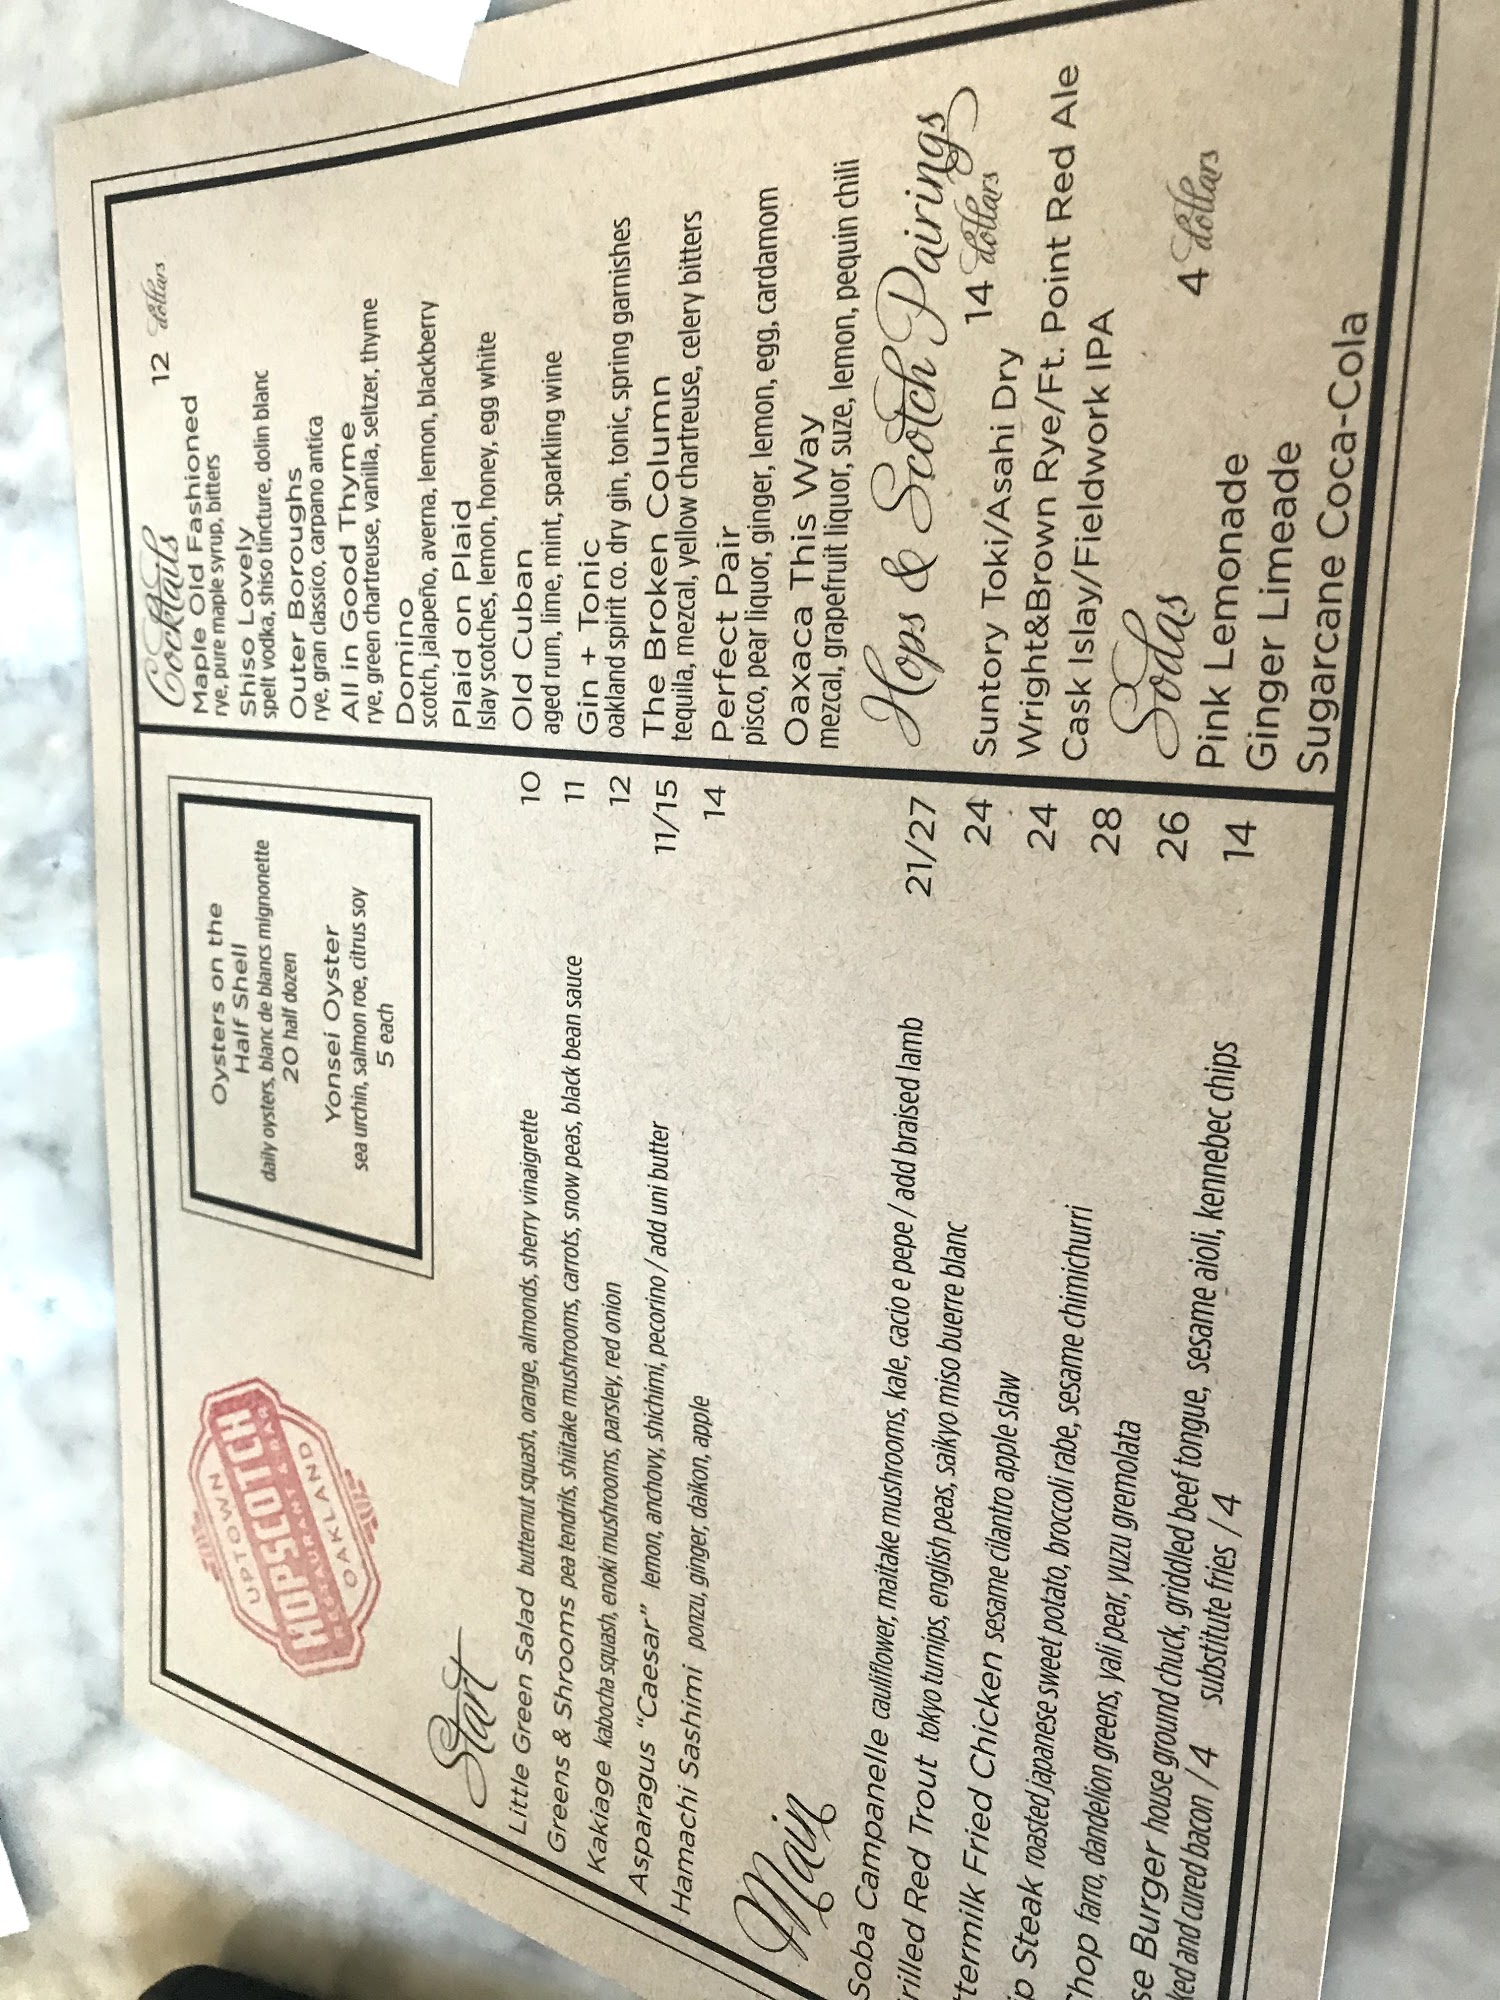 UPTOWN
HOPSCOTCH
RESTAURANT & BAR
OAKLAND
Oysters on the
Half Shell
daily oysters, blanc de blancs mignonette
20 half dozen
Yonsei Oyster
sea urchin, salmon roe, citrus soy
5 each
Start
Little Green Salad butternut squash, orange, almonds, sherry vinaigrette 10
Greens & Shrooms pea tendrils, shiitake mushrooms, carrots, snow peas, black bean sauce 11
Kakiage kabocha squash, enoki mushrooms, parsley, red onion 12
Asparagus "Caesar" lemon, anchovy, shichimi, pecorino / add uni butter 11/15
Hamachi Sashimi ponzu, ginger, daikon, apple 14
Main
Soba Campanelle cauliflower, maitake mushrooms, kale, cacio e pepe / add braised lamb 21/27
rilled Red Trout tokyo turnips, english peas, saikyo miso buerre blanc 24
ttermilk Fried Chicken sesame cilantro apple slaw 24
p Steak roasted japanese sweet potato, broccoli rabe, sesame chimichurri 28
hop farro, dandelion greens, yali pear, yuzu gremolata 26
se Burger house ground chuck, griddled beef tongue, sesame aioli, kennebec chips 14
ked and cured bacon / 4 substitute fries / 4
Cocktails 12 dollars
Maple Old Fashioned
rye, pure maple syrup, bitters
Shiso Lovely
spelt vodka, shiso tincture, dolin blanc
Outer Boroughs
rye, gran classico, carpano antica
All in Good Thyme
rye, green chartreuse, vanilla, seltzer, thyme
Domino
scotch, jalapeño, averna, lemon, blackberry
Plaid on Plaid
Islay scotches, lemon, honey, egg white
Old Cuban
aged rum, lime, mint, sparkling wine
Gin + Tonic
oakland spirit co. dry gin, tonic, spring garnishes
The Broken Column
tequila, mezcal, yellow chartreuse, celery bitters
Perfect Pair
pisco, pear liquor, ginger, lemon, egg, cardamom
Oaxaca This Way
mezcal, grapefruit liquor, suze, lemon, pequin chili
Hops & Scotch Pairings
14 dollars
Suntory Toki/Asahi Dry
Wright&Brown Rye/Ft. Point Red Ale
Cask Islay/Fieldwork IPA
Sodas 4 dollars
Pink Lemonade
Ginger Limeade
Sugarcane Coca-Cola